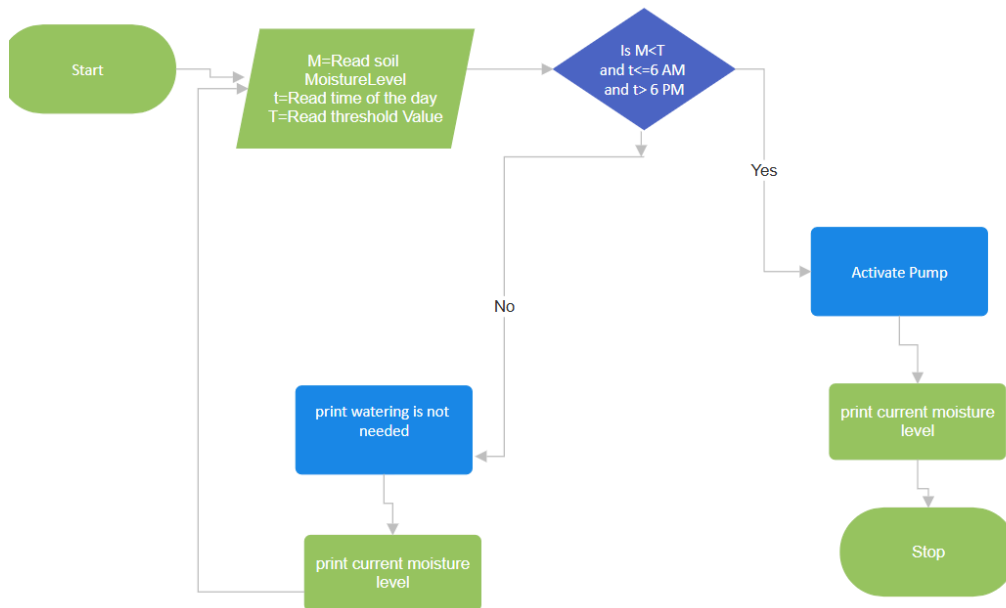 Start
M=Read soil
MoistureLevel
t=Read time of the day
T=Read threshold Value
Is M<T
and t<=6 AM
and t> 6 PM
Yes
Activate Pump
No
print watering is not
needed
print current moisture
level
print current moisture
level
Stop